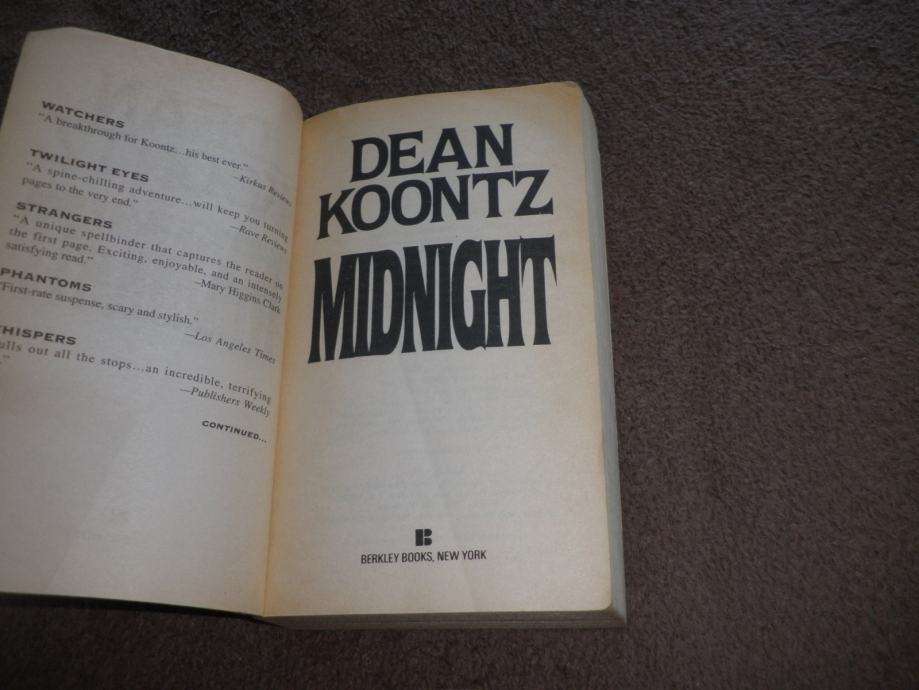 WATCHERS
"A breakthrough for Koontz...his best ever."
—Kirkus Reviews
TWILIGHT EYES
"A spine-chilling adventure...will keep you turning
pages to the very end."
—Rave Reviews
STRANGERS
"A unique spellbinder that captures the reader on
the first page. Exciting, enjoyable, and an intensely
satisfying read."
—Mary Higgins Clark
PHANTOMS
"First-rate suspense, scary and stylish."
—Los Angeles Times
HISPERS
ulls out all the stops...an incredible, terrifying
."
—Publishers Weekly
CONTINUED...
DEAN
KOONTZ
MIDNIGHT
B
BERKLEY BOOKS, NEW YORK